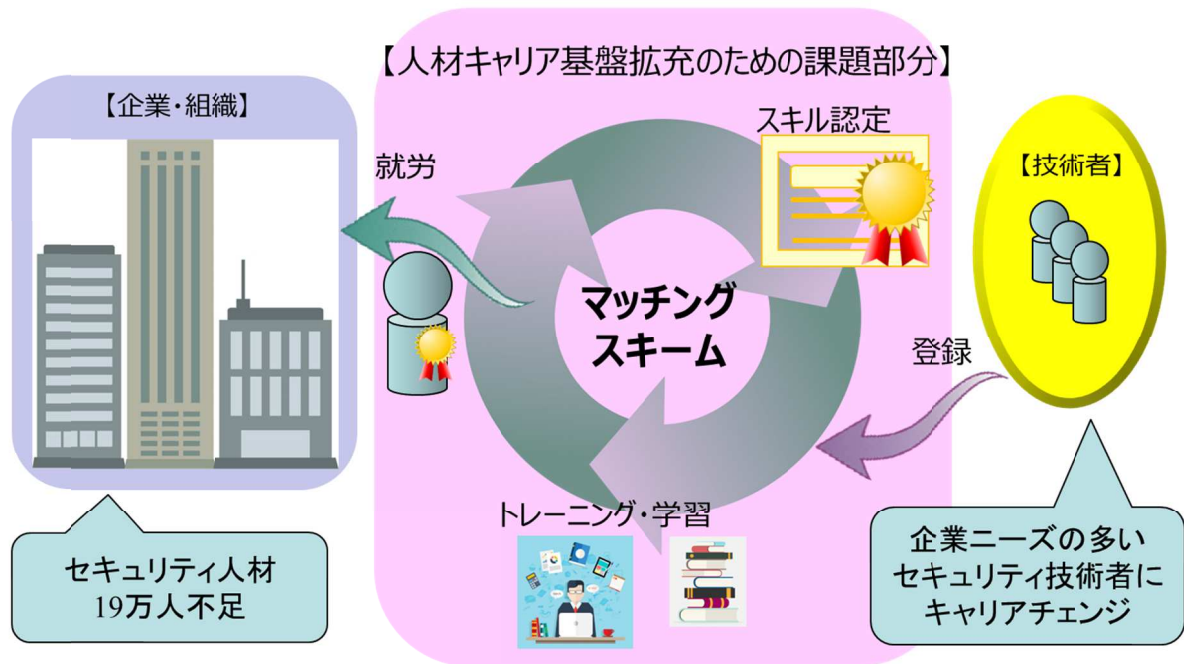 【人材キャリア基盤拡充のための課題部分】
【企業・組織】
就労
スキル認定
【技術者】
マッチング
スキーム
登録
トレーニング・学習
セキュリティ人材
19万人不足
企業ニーズの多い
セキュリティ技術者に
キャリアチェンジ